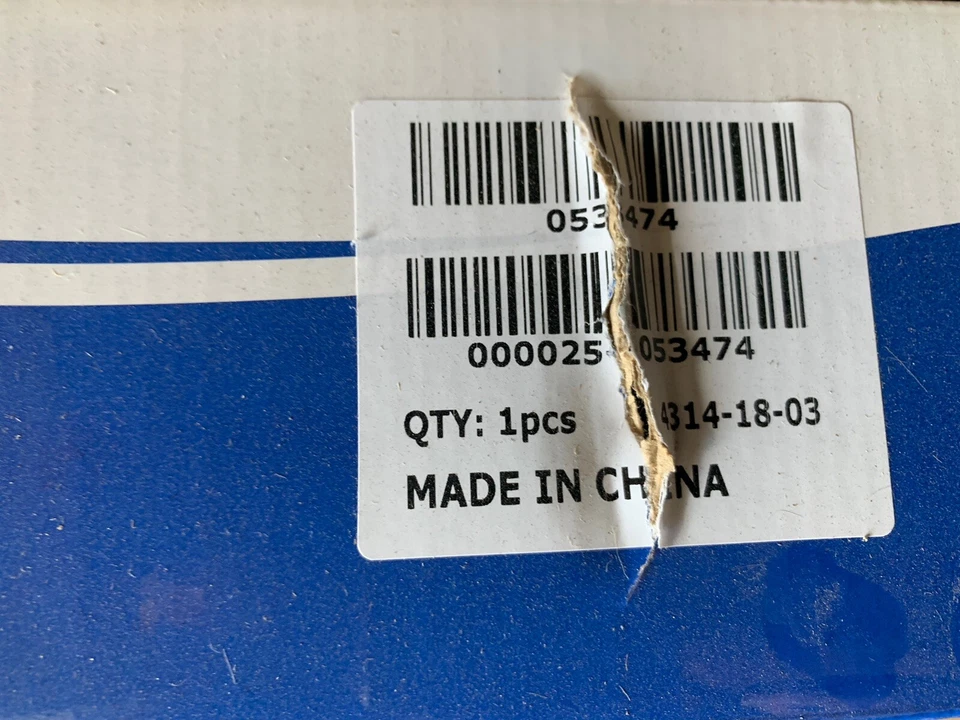 053474
000025 053474
QTY: 1pcs 4314-18-03
MADE IN CHINA